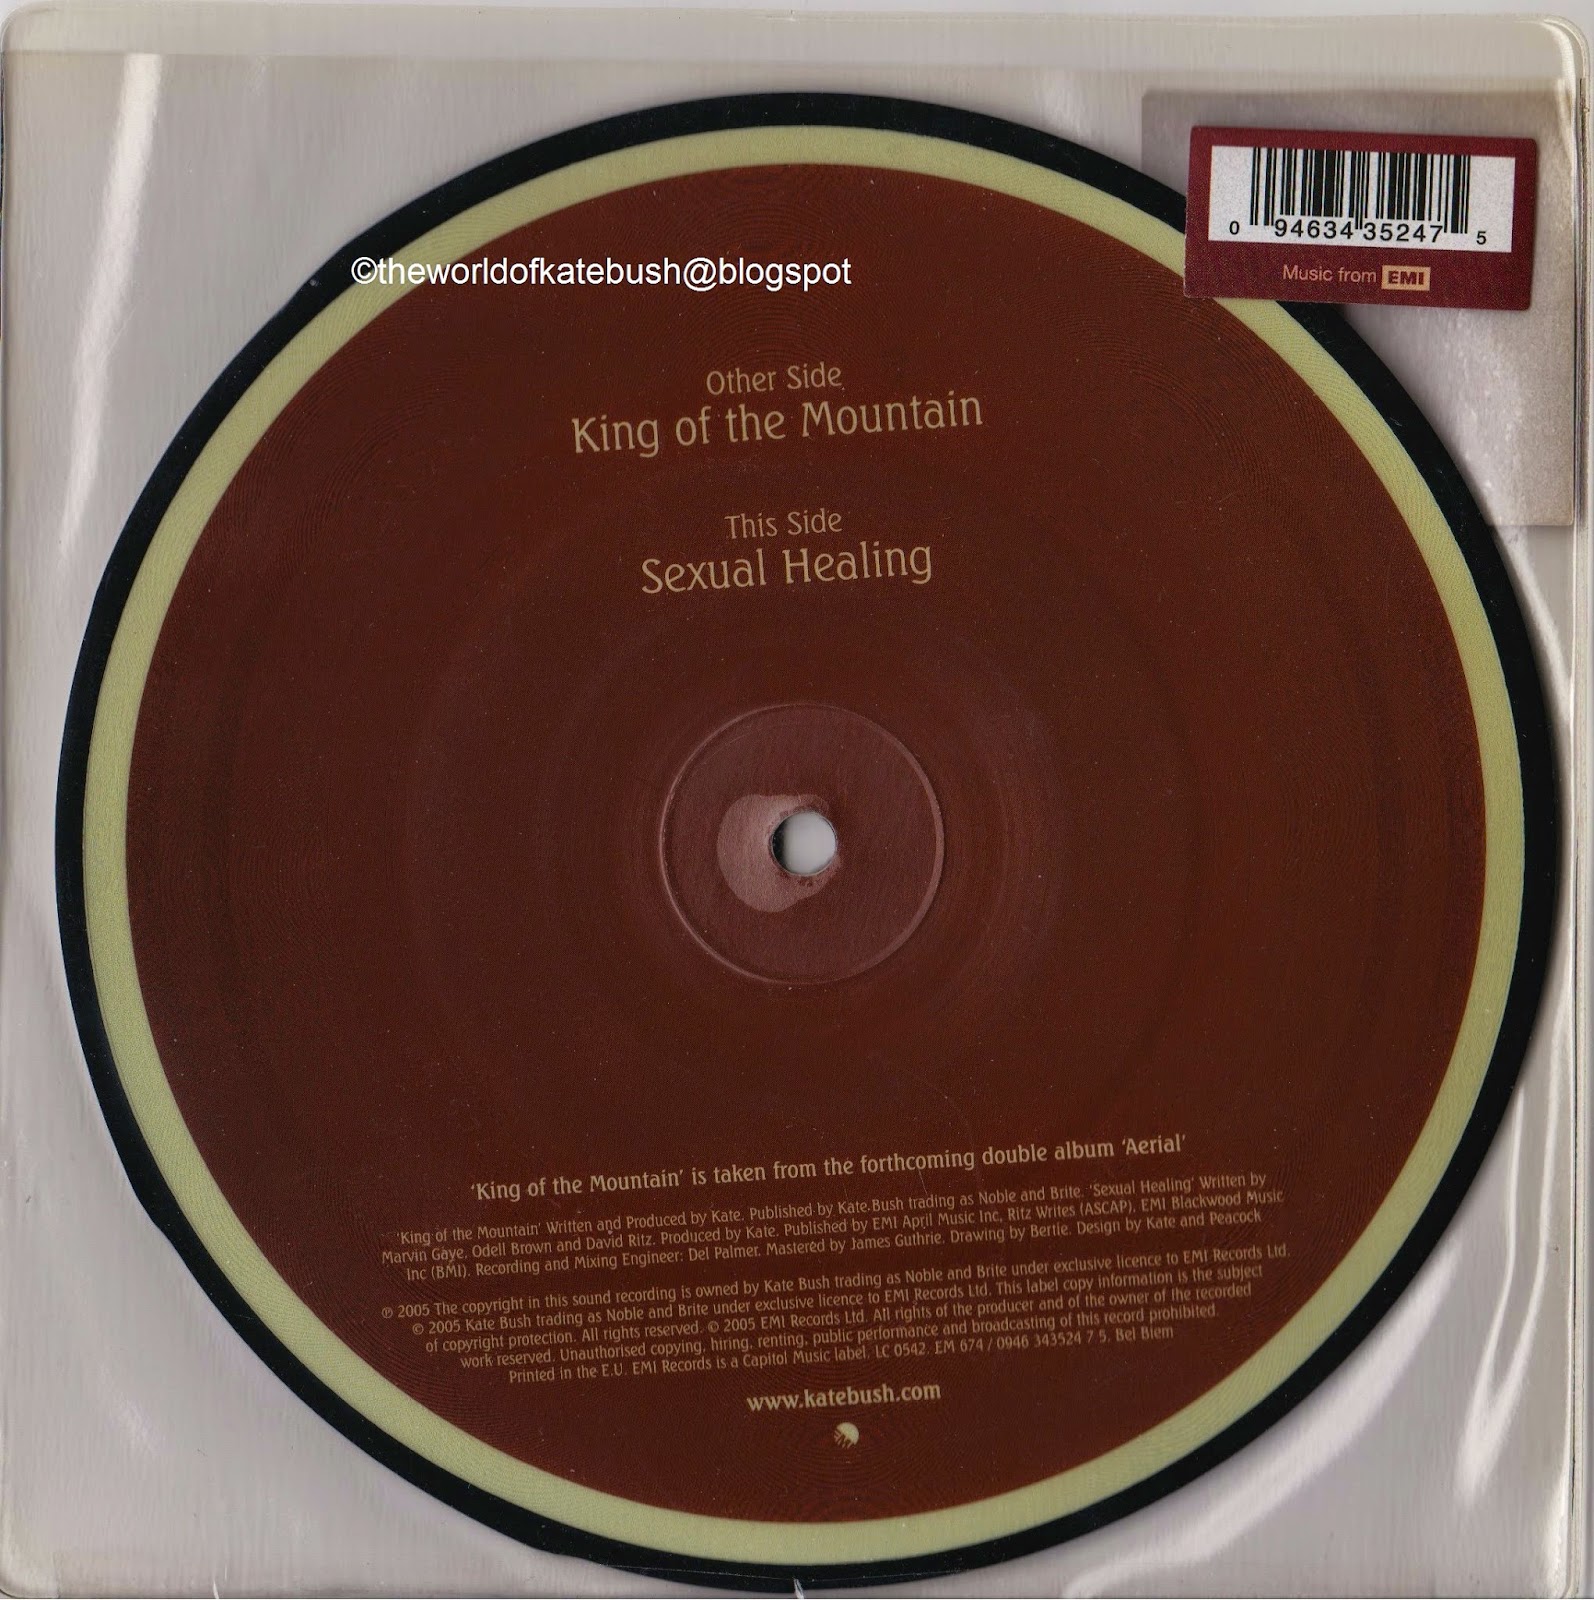 0 94634 35247 5
Music from EMI
©theworldofkatebush@blogspot
Other Side
King of the Mountain
This Side
Sexual Healing
'King of the Mountain' is taken from the forthcoming double album 'Aerial'
'King of the Mountain' Written and Produced by Kate. Published by Kate Bush trading as Noble and Brite. 'Sexual Healing' Written by
Marvin Gaye, Odell Brown and David Ritz. Produced by Kate. Published by EMI April Music Inc, Ritz Writes (ASCAP), EMI Blackwood Music
Inc (BMI). Recording and Mixing Engineer: Del Palmer. Mastered by James Guthrie. Drawing by Bertie. Design by Kate and Peacock
℗ 2005 The copyright in this sound recording is owned by Kate Bush trading as Noble and Brite under exclusive licence to EMI Records Ltd.
© 2005 Kate Bush trading as Noble and Brite under exclusive licence to EMI Records Ltd. This label copy information is the subject
of copyright protection. All rights reserved. © 2005 EMI Records Ltd. All rights of the producer and of the owner of the recorded
work reserved. Unauthorised copying, hiring, renting, public performance and broadcasting of this record prohibited.
Printed in the E.U. EMI Records is a Capitol Music label. LC 0542. EM 674 / 0946 343524 7 5. Bel Biem
www.katebush.com